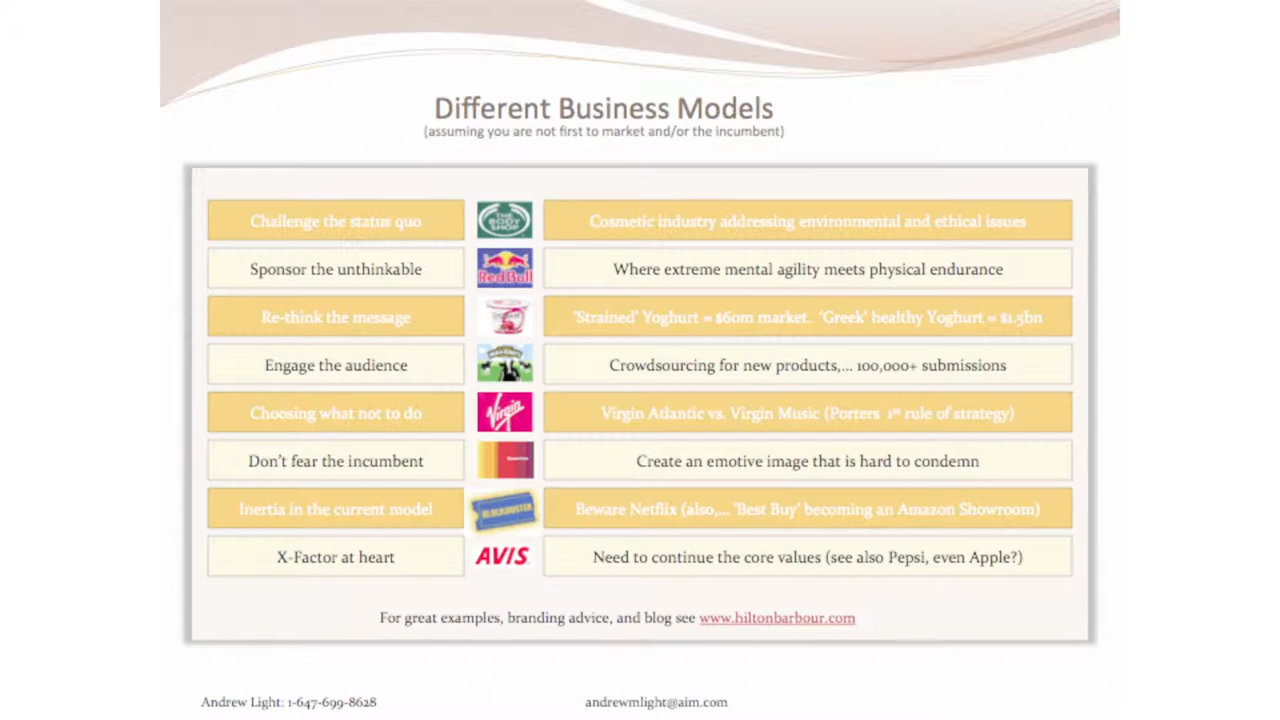 Different Business Models
(assuming you are not first to market and/or the incumbent)
Challenge the status quo
THE BODY SHOP
Cosmetic industry addressing environmental and ethical issues
Sponsor the unthinkable
RedBull
Where extreme mental agility meets physical endurance
Re-think the message
'Strained' Yoghurt = $60m market. 'Greek' healthy Yoghurt = $1.5bn
Engage the audience
Crowdsourcing for new products,... 100,000+ submissions
Choosing what not to do
Virgin
Virgin Atlantic vs. Virgin Music (Porters 1st rule of strategy)
Don't fear the incumbent
Create an emotive image that is hard to condemn
Inertia in the current model
BLOCKBUSTER
Beware Netflix (also,... 'Best Buy' becoming an Amazon Showroom)
X-Factor at heart
AVIS
Need to continue the core values (see also Pepsi, even Apple?)
For great examples, branding advice, and blog see www.hiltonbarbour.com
Andrew Light: 1-647-699-8628
andrewmlight@aim.com